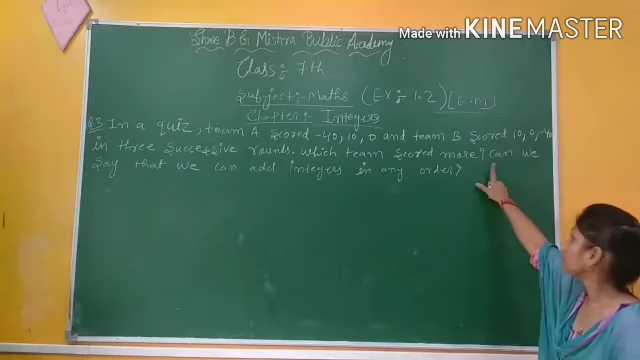 Made with KINEMASTER
Shree B G Mishra Public Academy
Class :- 7th
Subject :- Maths (Ex :- 1.2) [E.M]
Chapter :- Integers
Q3 In a quiz, team A scored -40, 10, 0 and team B scored 10, 0, -40
in three successive rounds. which team scored more? can we
say that we can add integers in any order?